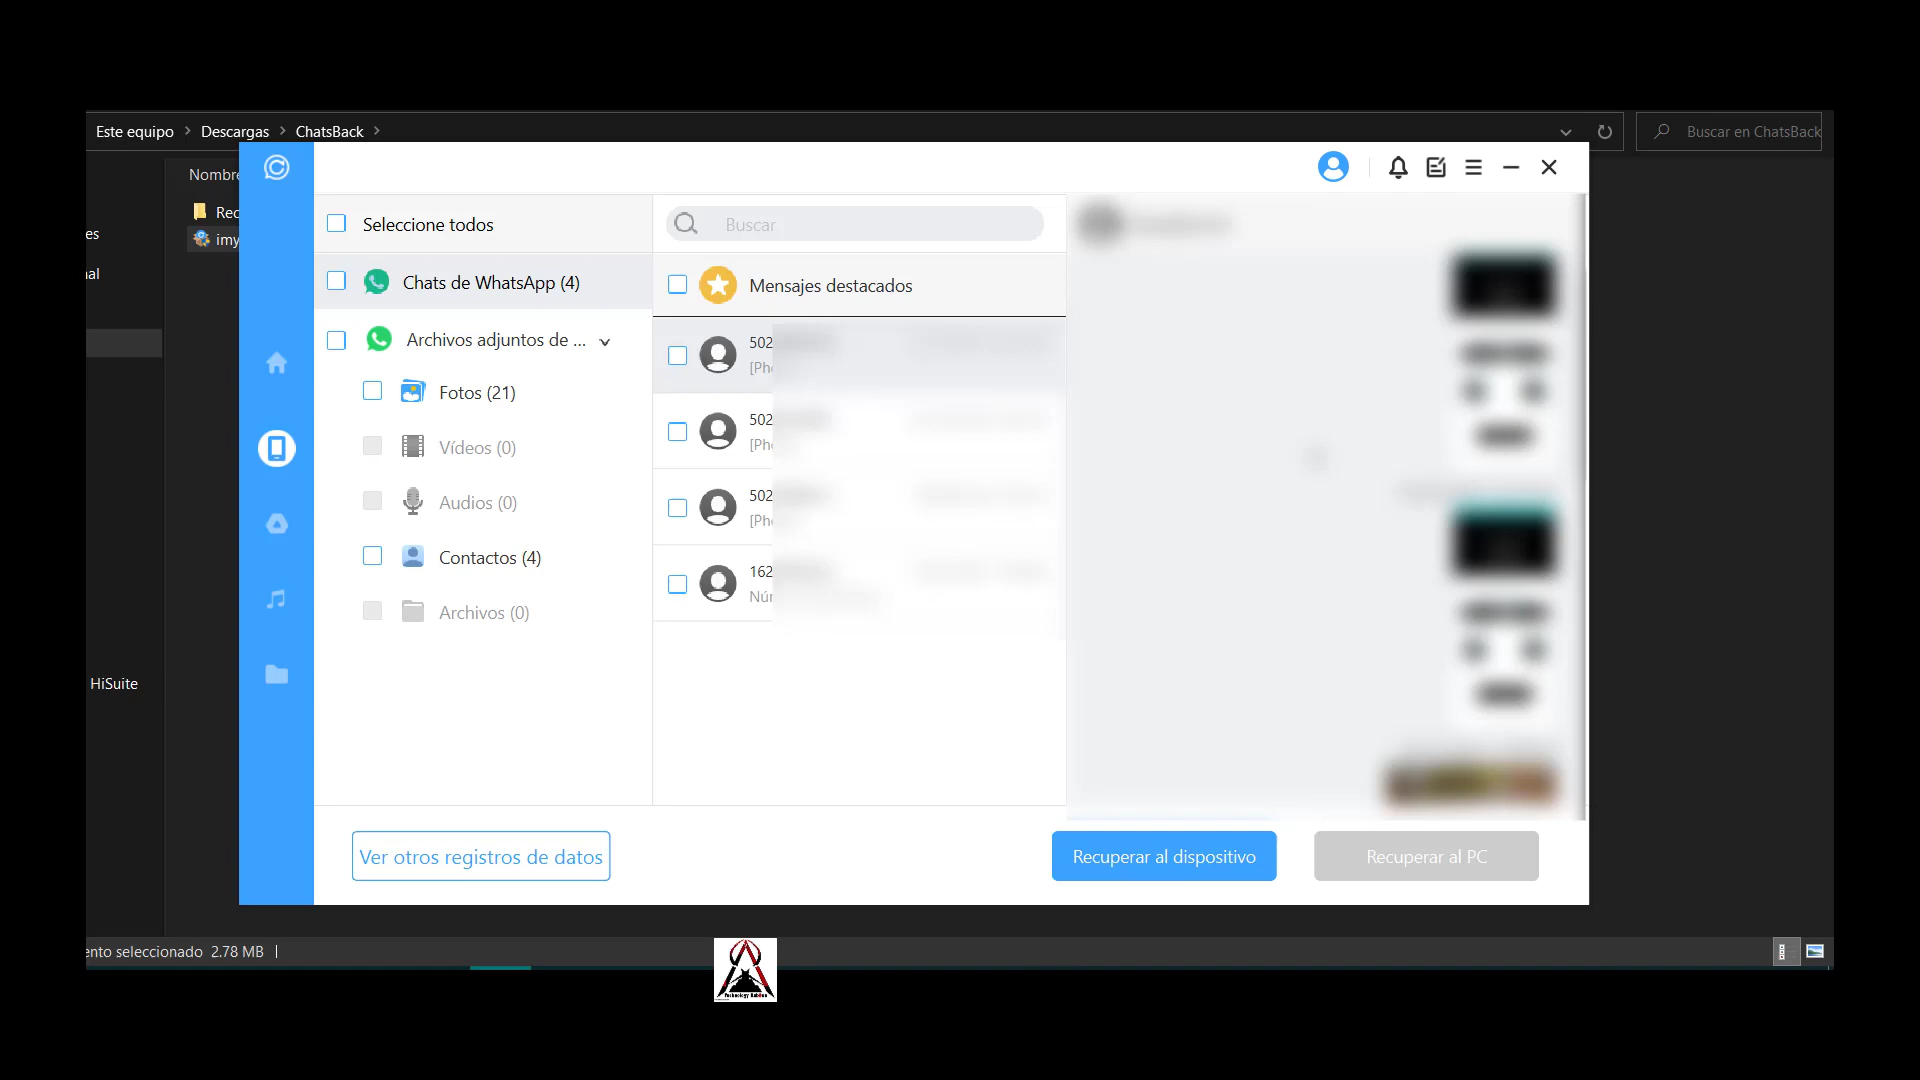 Este equipo > Descargas > ChatsBack >
Buscar en ChatsBack
Nombre
es
Rec
imy
al
HiSuite
Seleccione todos
Chats de WhatsApp (4)
Archivos adjuntos de ...
Fotos (21)
Vídeos (0)
Audios (0)
Contactos (4)
Archivos (0)
Buscar
Mensajes destacados
502
[Ph
502
[Ph
502
[Ph
162
Núr
Ver otros registros de datos
Recuperar al dispositivo
Recuperar al PC
ento seleccionado 2.78 MB